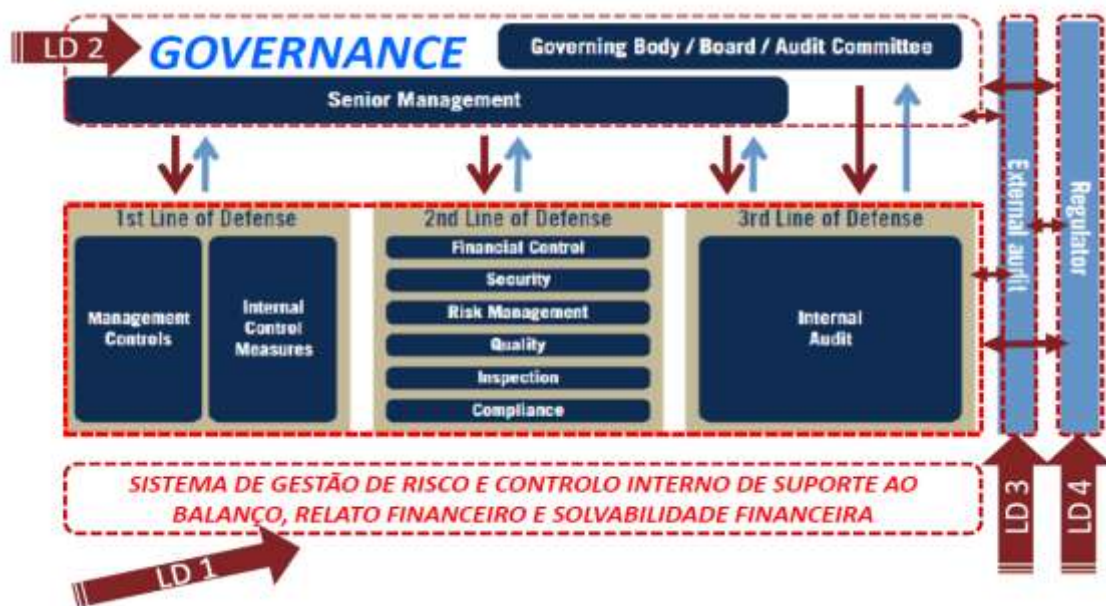 LD 2
GOVERNANCE
Governing Body / Board / Audit Committee
Senior Management
1st Line of Defense
2nd Line of Defense
3rd Line of Defense
Management
Controls
Internal
Control
Measures
Financial Control
Security
Risk Management
Quality
Inspection
Compliance
Internal
Audit
External audit
Regulator
SISTEMA DE GESTÃO DE RISCO E CONTROLO INTERNO DE SUPORTE AO
BALANÇO, RELATO FINANCEIRO E SOLVABILIDADE FINANCEIRA
LD 1
LD 3
LD 4